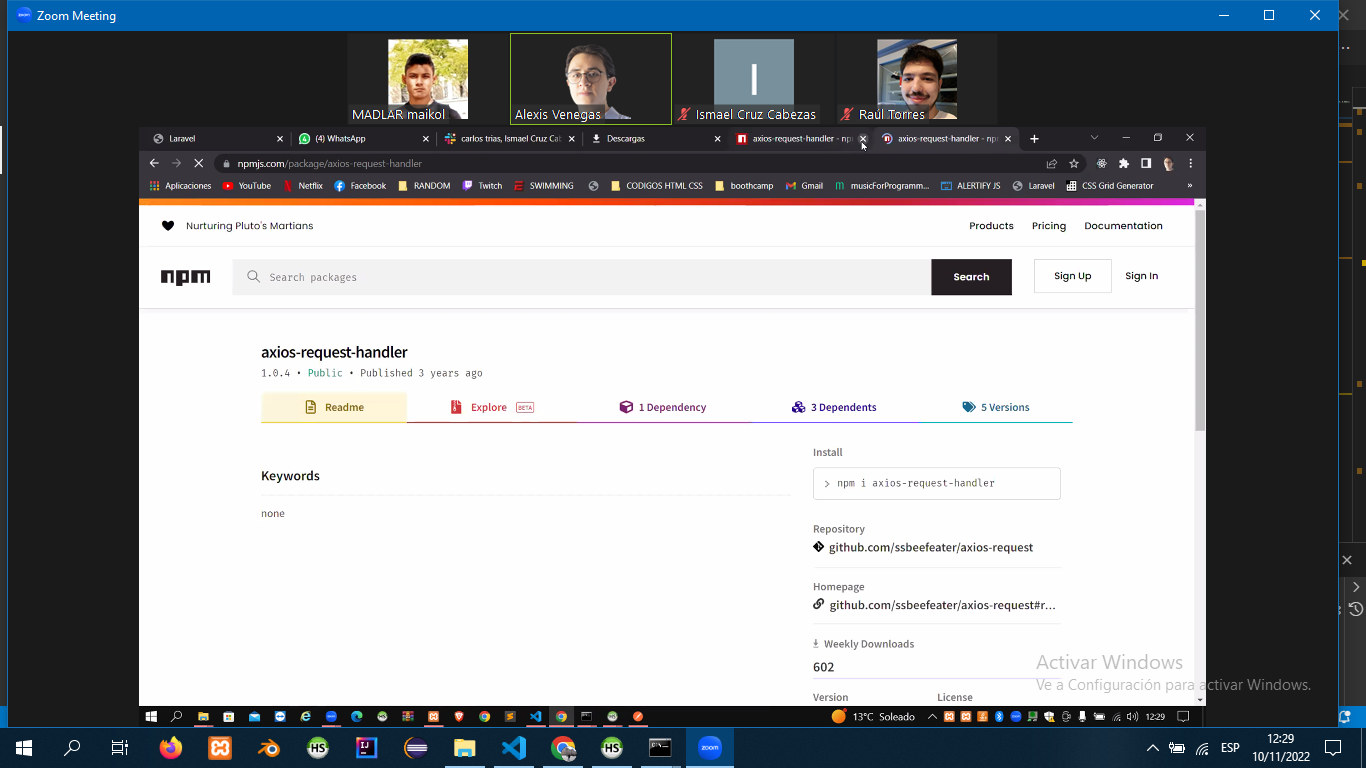 Zoom Meeting
MADLAR maikol
Alexis Venegas
I
Ismael Cruz Cabezas
Raúl Torres
Laravel
(4) WhatsApp
carlos trias, Ismael Cruz Cal
Descargas
axios-request-handler - np
axios-request-handler - np
npmjs.com/package/axios-request-handler
Aplicaciones
YouTube
Netflix
Facebook
RANDOM
Twitch
SWIMMING
CODIGOS HTML CSS
boothcamp
Gmail
musicForProgramm...
ALERTIFY JS
Laravel
CSS Grid Generator
»
Nurturing Pluto's Martians
Products
Pricing
Documentation
npm
Search packages
Search
Sign Up
Sign In
axios-request-handler
1.0.4 • Public • Published 3 years ago
Readme
Explore BETA
1 Dependency
3 Dependents
5 Versions
Install
Keywords
> npm i axios-request-handler
none
Repository
github.com/ssbeefeater/axios-request
Homepage
github.com/ssbeefeater/axios-request#r...
Weekly Downloads
602
Activar Windows
Ve a Configuración para activar Windows.
Version
License
13°C Soleado
12:29
ESP
12:29
10/11/2022
zoom